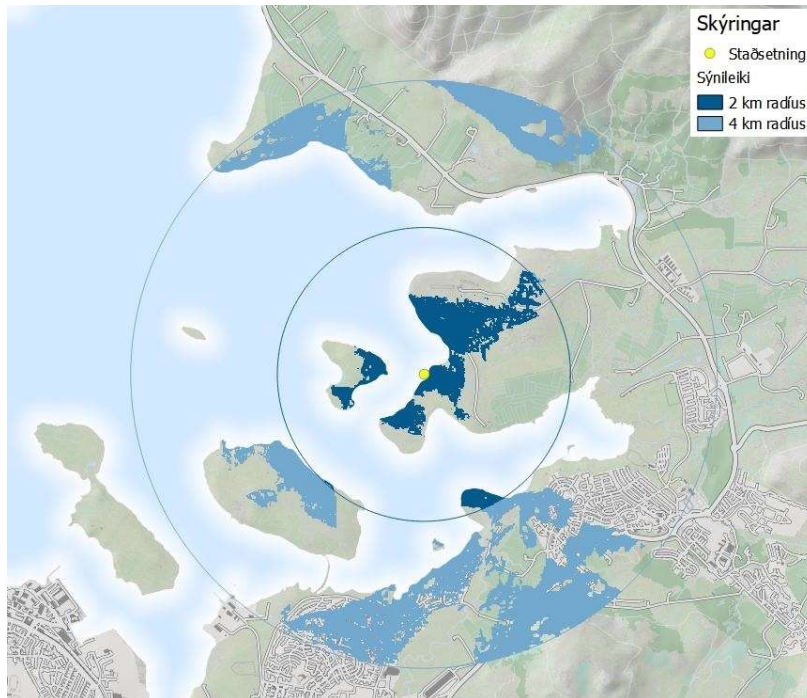 Skýringar
Staðsetning
Sýnileiki
2 km radíus
4 km radíus